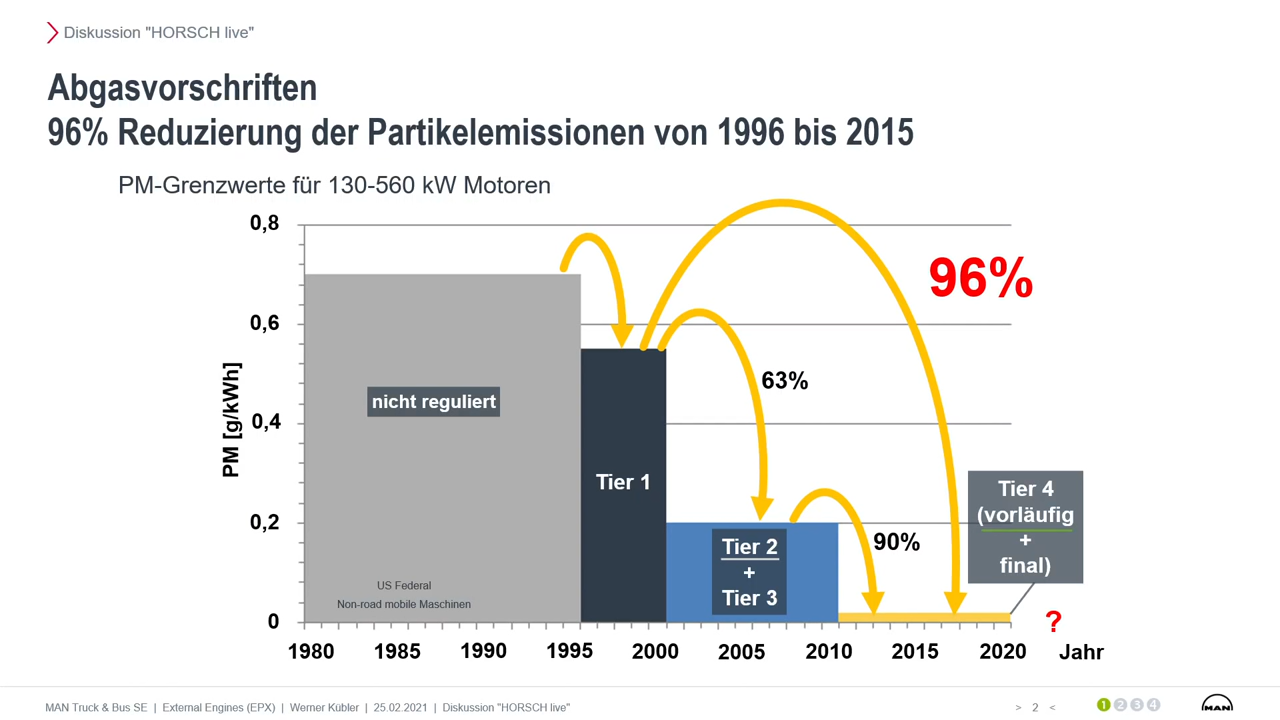 Diskussion "HORSCH live"
Abgasvorschriften
96% Reduzierung der Partikelemissionen von 1996 bis 2015
PM-Grenzwerte für 130-560 kW Motoren
PM [g/kWh]
0,8
0,6
0,4
0,2
0
96%
63%
90%
nicht reguliert
Tier 1
Tier 2
+
Tier 3
Tier 4
(vorläufig
+
final)
US Federal
Non-road mobile Maschinen
?
1980 1985 1990 1995 2000 2005 2010 2015 2020 Jahr
MAN Truck & Bus SE | External Engines (EPX) | Werner Kübler | 25.02.2021 | Diskussion "HORSCH live"
> 2 <
1 2 3 4
MAN